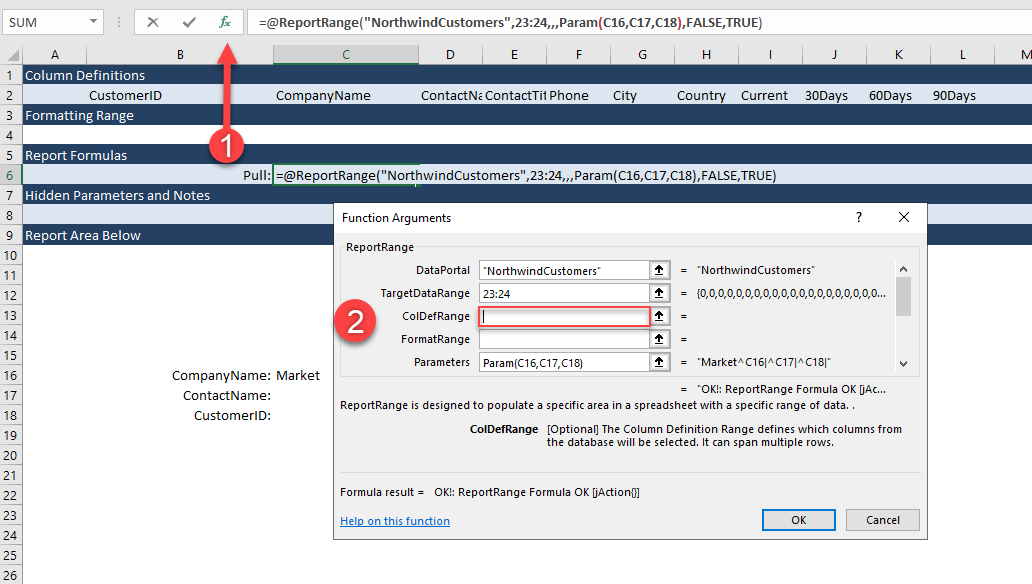 SUM =@ReportRange("NorthwindCustomers",23:24,,,Param(C16,C17,C18),FALSE,TRUE)
A B C D E F G H I J K L M
1 Column Definitions
2 CustomerID CompanyName ContactNa ContactTit Phone City Country Current 30Days 60Days 90Days
3 Formatting Range
4
1
5 Report Formulas
6 Pull: =@ReportRange("NorthwindCustomers",23:24,,,Param(C16,C17,C18),FALSE,TRUE)
7 Hidden Parameters and Notes
8
9 Report Area Below
10
11
12
13
14
15
16 CompanyName: Market
17 ContactName:
18 CustomerID:
19
20
21
22
23
24
25
26
Function Arguments ?
ReportRange
DataPortal "NorthwindCustomers" = "NorthwindCustomers"
TargetDataRange 23:24 = {0,0,0,0,0,0,0,0,0,0,0,0,0,0,0,0,0,0,0,0...
2
ColDefRange =
FormatRange =
Parameters Param(C16,C17,C18) = "Market^C16|^C17|^C18|"
= "OK!: ReportRange Formula OK [jAc...
ReportRange is designed to populate a specific area in a spreadsheet with a specific range of data. .
ColDefRange [Optional] The Column Definition Range defines which columns from
the database will be selected. It can span multiple rows.
Formula result = OK!: ReportRange Formula OK [jAction{}]
Help on this function OK Cancel